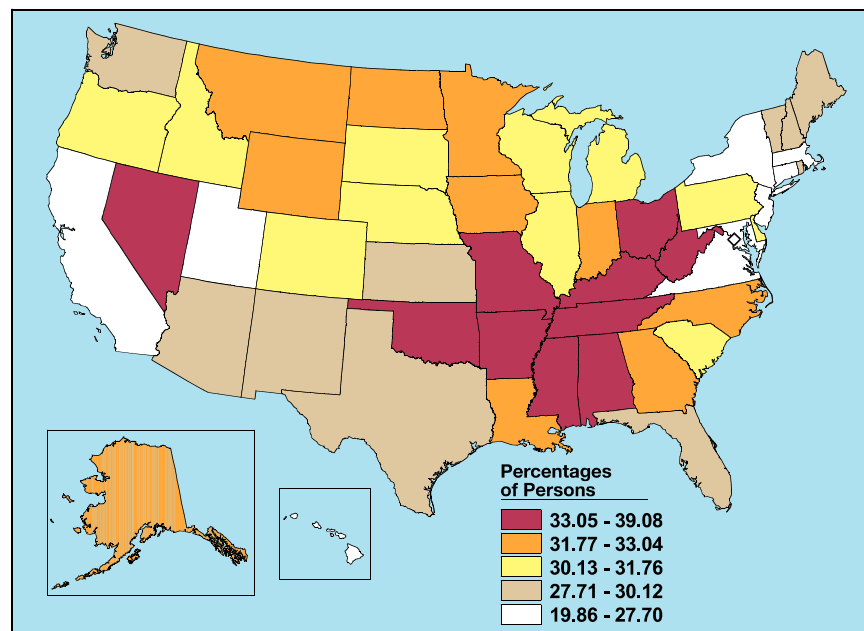 Percentages
of Persons
33.05 - 39.08
31.77 - 33.04
30.13 - 31.76
27.71 - 30.12
19.86 - 27.70